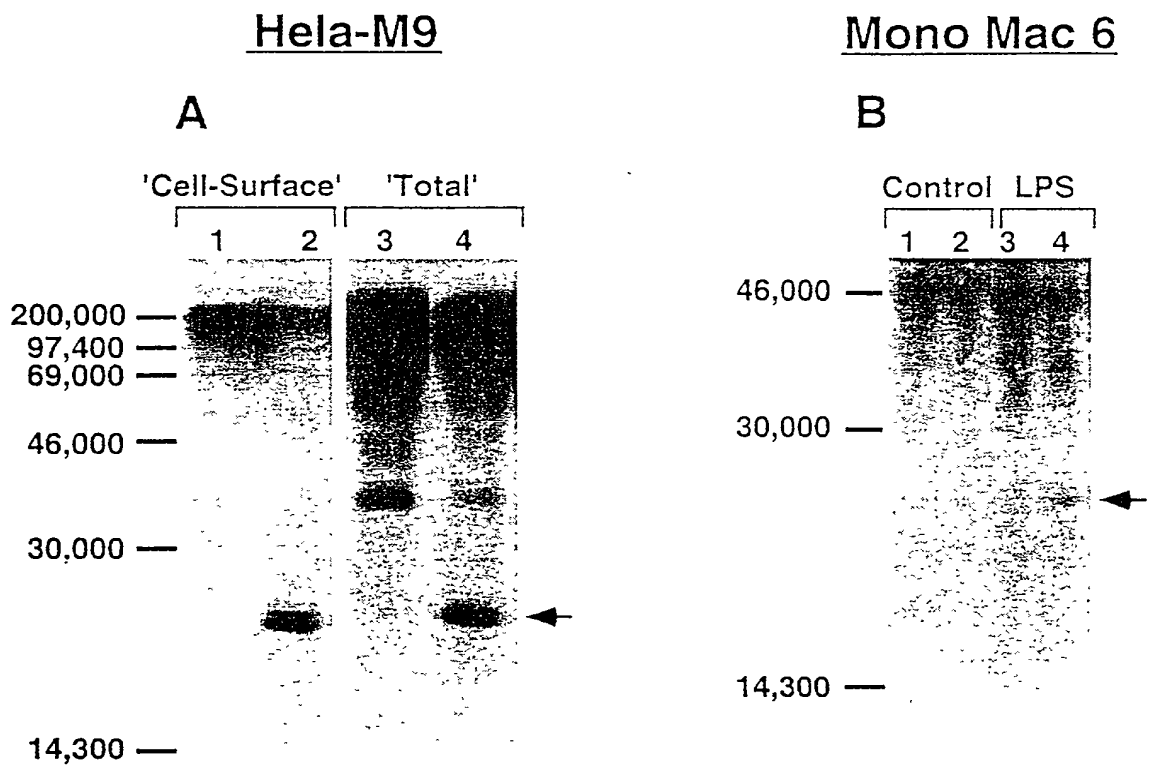 Hela-M9
Mono Mac 6
A
B
'Cell-Surface' 'Total'
Control LPS
1 2 3 4
1 2 3 4
200,000
97,400
69,000
46,000
30,000
14,300
46,000
30,000
14,300